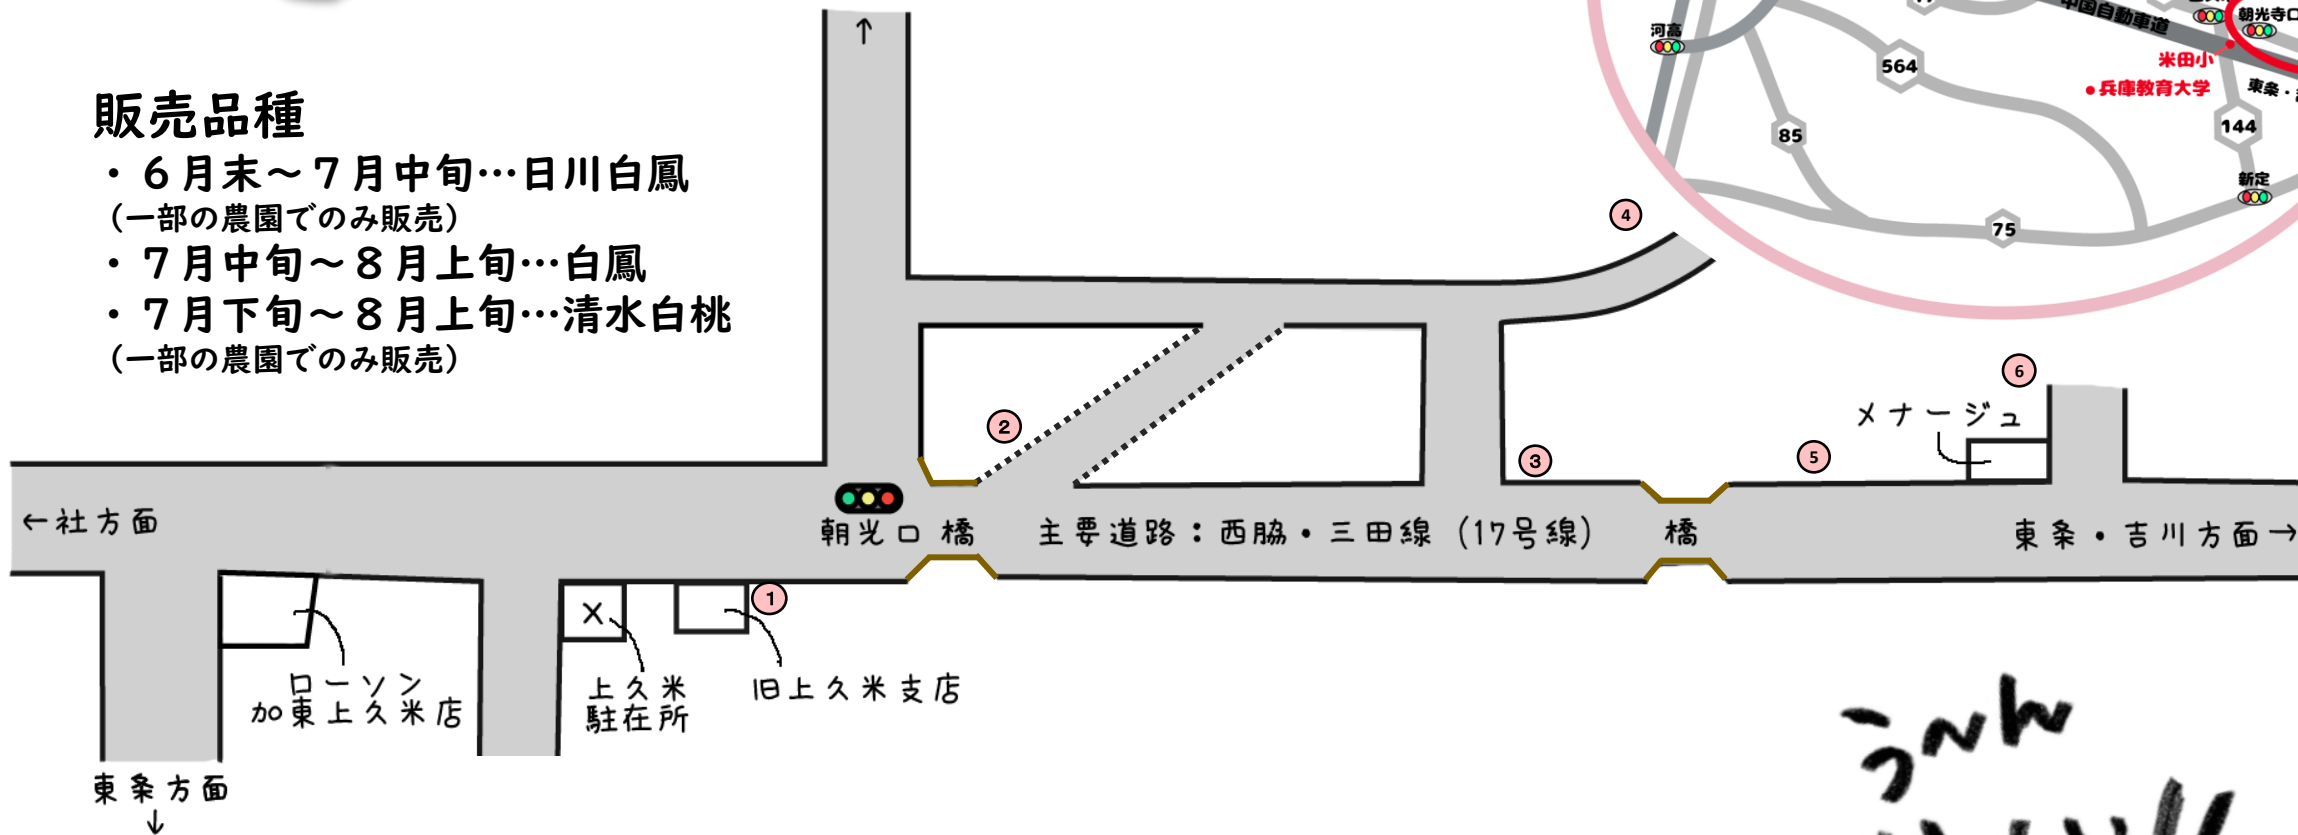 販売品種
・６月末～７月中旬…日川白鳳
（一部の農園でのみ販売）
・７月中旬～８月上旬…白鳳
・７月下旬～８月上旬…清水白桃
（一部の農園でのみ販売）
↑
河高
中国自動車道
朝光寺口
米田小
・兵庫教育大学
東条・
564
85
144
新定
75
④
②
③
⑤
⑥
メナージュ
←社方面
朝光口
橋
主要道路：西脇・三田線（17号線）
橋
東条・吉川方面→
①
X
ローソン
加東上久米店
上久米
駐在所
旧上久米支店
東条方面
↓
う～ん